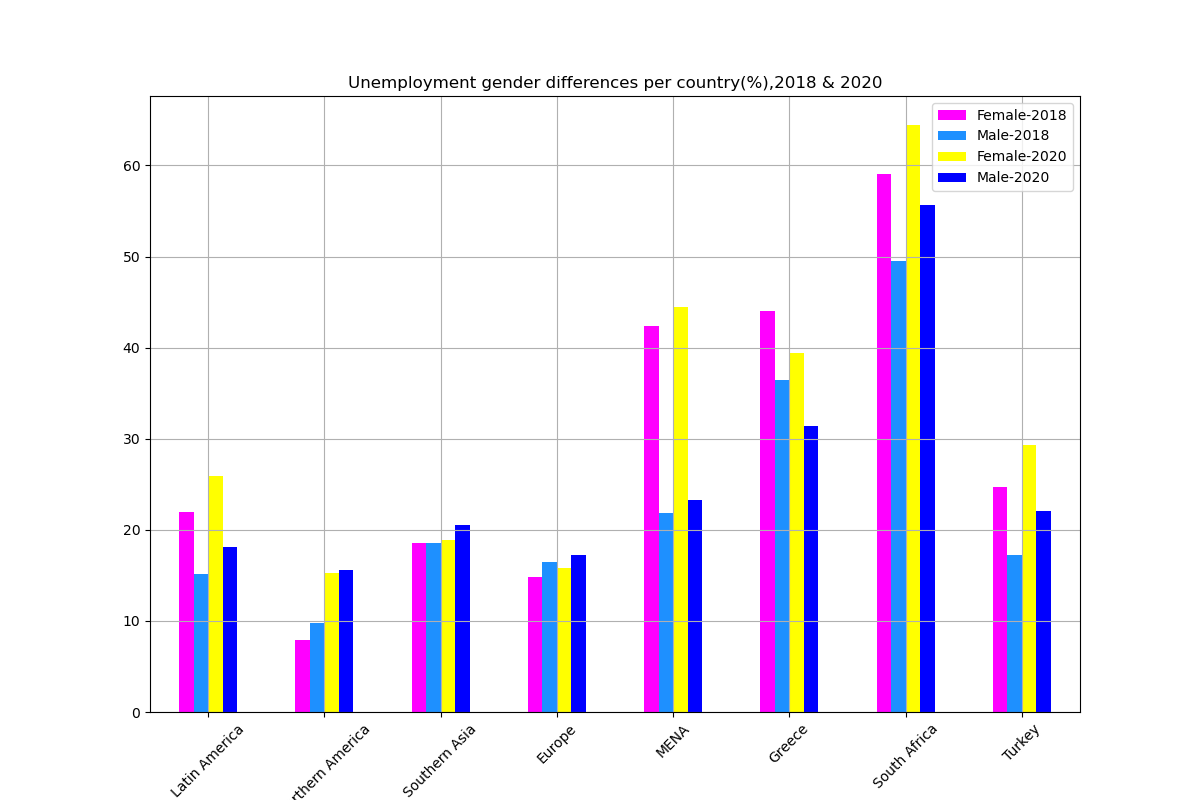 Unemployment gender differences per country(%),2018 & 2020
Female-2018
Male-2018
Female-2020
Male-2020
60
50
40
30
20
10
0
Latin America
rthern America
Southern Asia
Europe
MENA
Greece
South Africa
Turkey